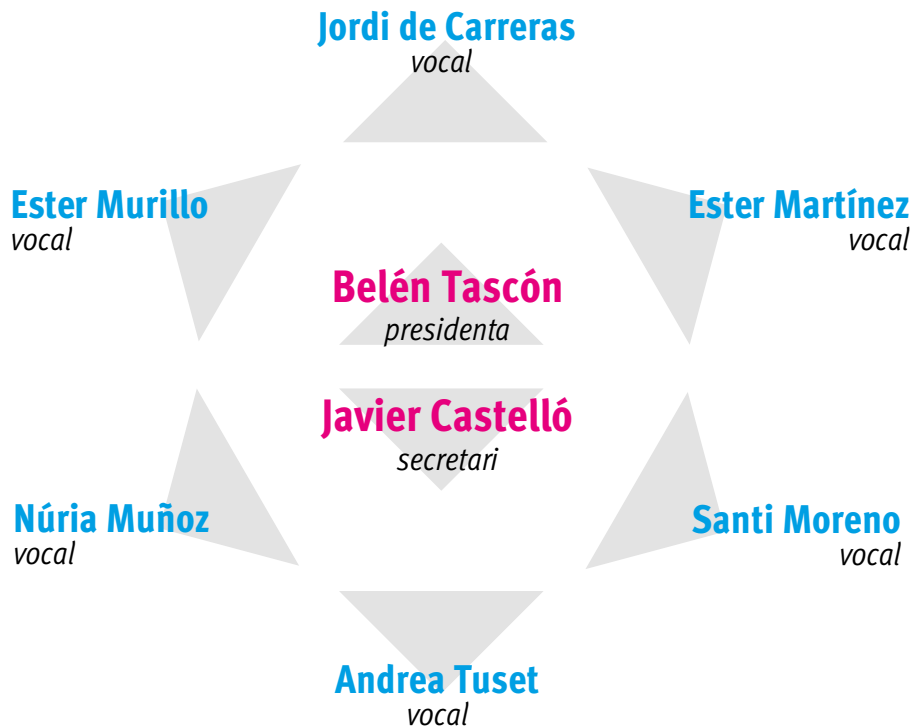 Jordi de Carreras
vocal
Ester Murillo
vocal
Ester Martínez
vocal
Belén Tascón
presidenta
Javier Castelló
secretari
Núria Muñoz
vocal
Santi Moreno
vocal
Andrea Tuset
vocal